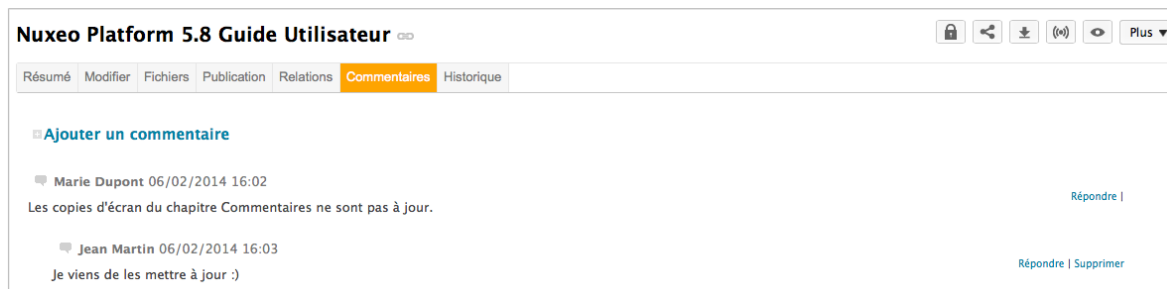 Nuxeo Platform 5.8 Guide Utilisateur
Plus
Résumé Modifier Fichiers Publication Relations Commentaires Historique
Ajouter un commentaire
Marie Dupont 06/02/2014 16:02
Répondre |
Les copies d'écran du chapitre Commentaires ne sont pas à jour.
Jean Martin 06/02/2014 16:03
Répondre | Supprimer
Je viens de les mettre à jour :)